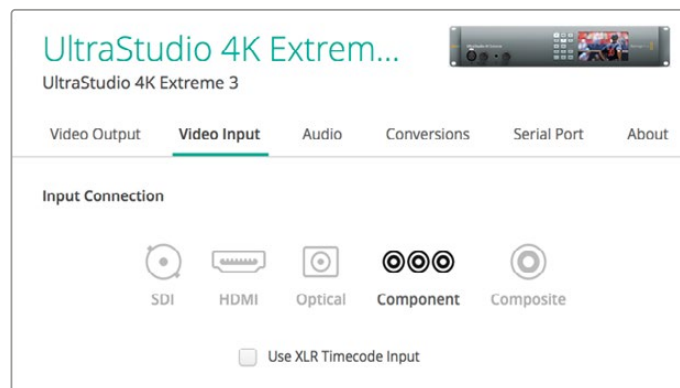 UltraStudio 4K Extrem...
UltraStudio 4K Extreme 3
Video Output Video Input Audio Conversions Serial Port About
Input Connection
SDI HDMI Optical Component Composite
Use XLR Timecode Input